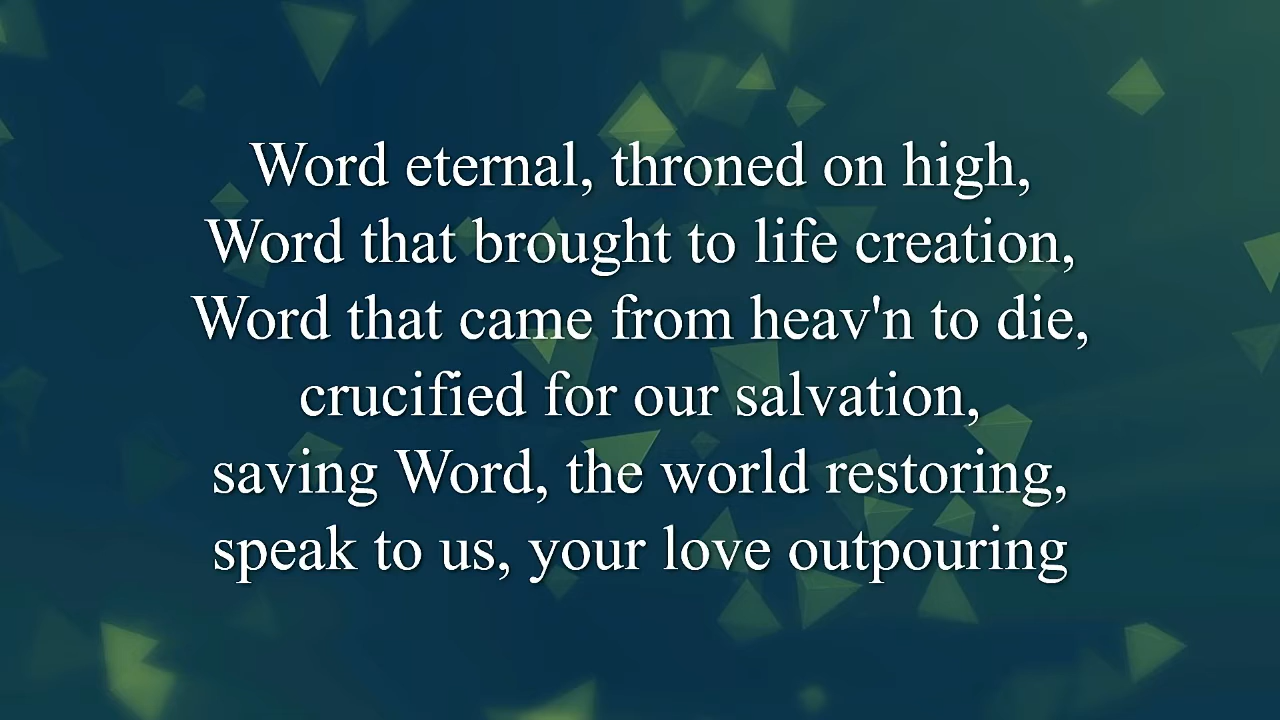 Word eternal, throned on high,
Word that brought to life creation,
Word that came from heav'n to die,
crucified for our salvation,
saving Word, the world restoring,
speak to us, your love outpouring